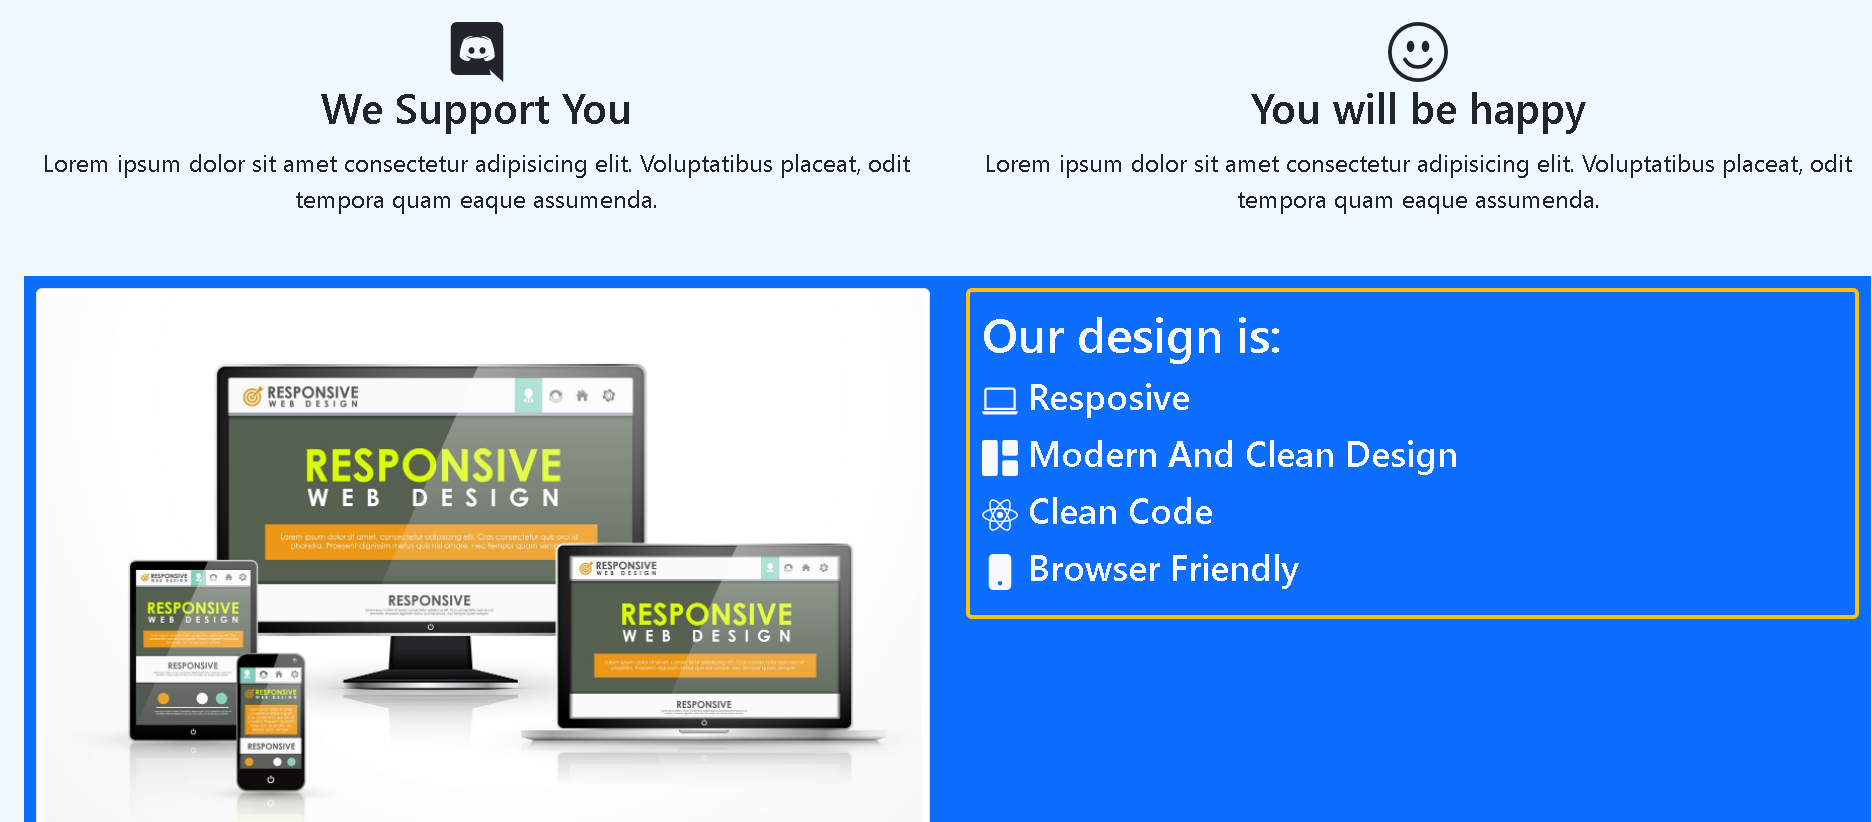 We Support You
Lorem ipsum dolor sit amet consectetur adipisicing elit. Voluptatibus placeat, odit
tempora quam eaque assumenda.
You will be happy
Lorem ipsum dolor sit amet consectetur adipisicing elit. Voluptatibus placeat, odit
tempora quam eaque assumenda.
RESPONSIVE
WEB DESIGN
RESPONSIVE
WEB DESIGN
Lorem ipsum dolor sit amet, consectetur adipiscing elit. Cras consectetur quis orci id
pharetra. Praesent dignissim metus quis nisl ornare, nec tempor quam
RESPONSIVE
RESPONSIVE
WEB DESIGN
RESPONSIVE
WEB DESIGN
RESPONSIVE
RESPONSIVE
RESPONSIVE
RESPONSIVE
WEB DESIGN
RESPONSIVE
WEB DESIGN
RESPONSIVE
Our design is:
Resposive
Modern And Clean Design
Clean Code
Browser Friendly